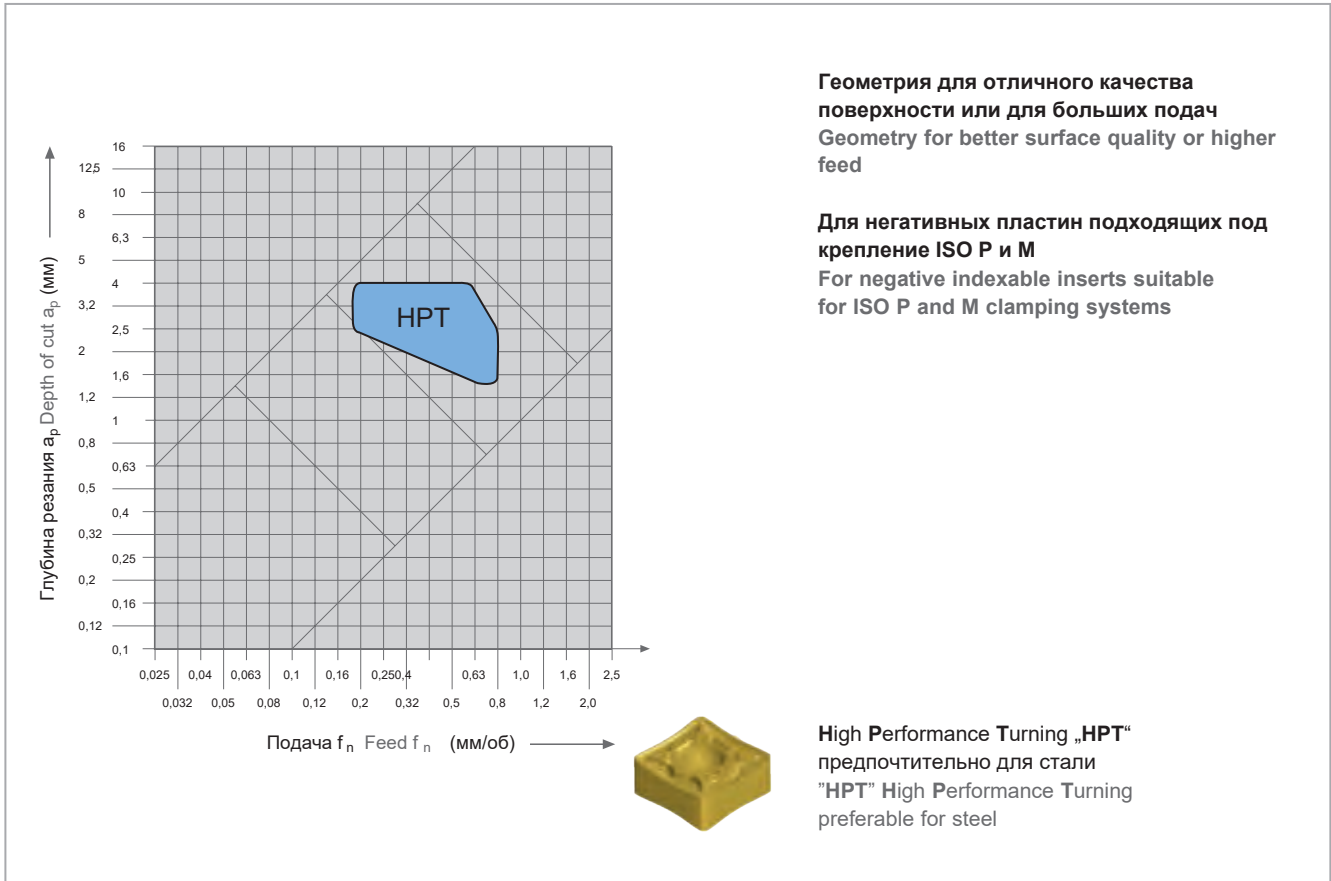 Геометрия для отличного качества
поверхности или для больших подач
Geometry for better surface quality or higher
feed
Для негативных пластин подходящих под
крепление ISO P и M
For negative indexable inserts suitable
for ISO P and M clamping systems
Глубина резания ap Depth of cut ap (мм)
16
12,5
10
8
6,3
5
4
3,2
2,5
2
1,6
1,2
1
0,8
0,63
0,5
0,4
0,32
0,25
0,2
0,16
0,12
0,1
HPT
0,025 0,04 0,063 0,1 0,16 0,250,4 0,63 1,0 1,6 2,5
0,032 0,05 0,08 0,12 0,2 0,32 0,5 0,8 1,2 2,0
Подача f n Feed f n (мм/об)
High Performance Turning „HPT“
предпочтительно для стали
"HPT" High Performance Turning
preferable for steel